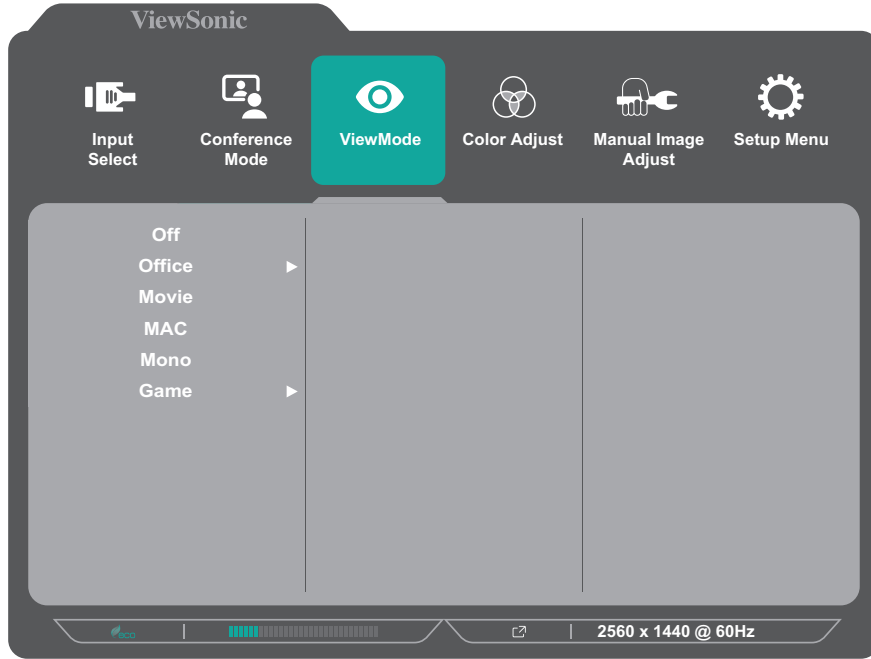 ViewSonic
Input
Select
Conference
Mode
ViewMode
Color Adjust
Manual Image
Adjust
Setup Menu
Off
Office
Movie
MAC
Mono
Game
ECO
2560 x 1440 @ 60Hz